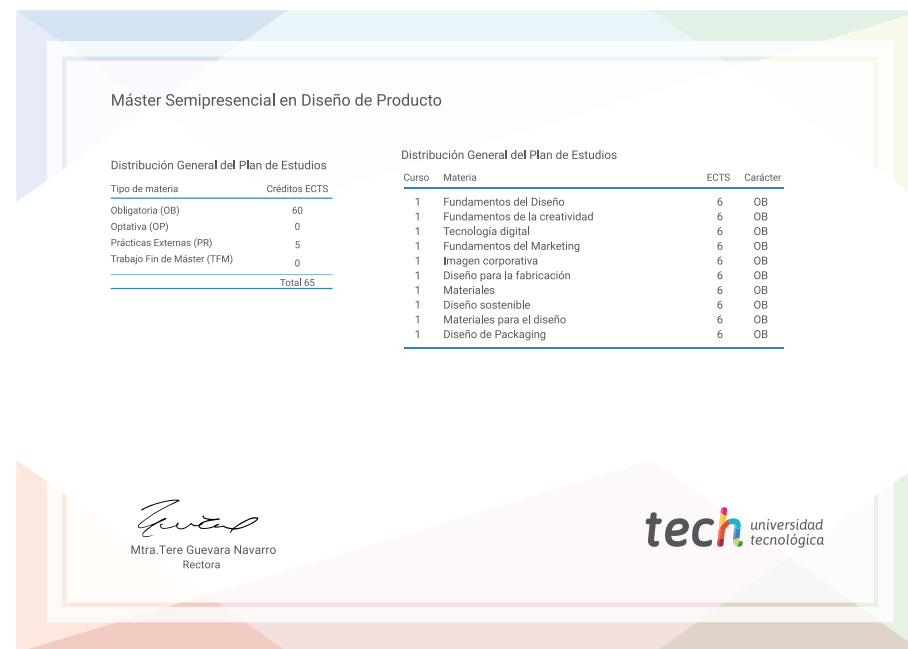 Máster Semipresencial en Diseño de Producto
Distribución General del Plan de Estudios
Tipo de materia Créditos ECTS
Obligatoria (OB) 60
Optativa (OP) 0
Prácticas Externas (PR) 5
Trabajo Fin de Máster (TFM) 0
Total 65
Distribución General del Plan de Estudios
Curso Materia ECTS Carácter
1 Fundamentos del Diseño 6 OB
1 Fundamentos de la creatividad 6 OB
1 Tecnología digital 6 OB
1 Fundamentos del Marketing 6 OB
1 Imagen corporativa 6 OB
1 Diseño para la fabricación 6 OB
1 Materiales 6 OB
1 Diseño sostenible 6 OB
1 Materiales para el diseño 6 OB
1 Diseño de Packaging 6 OB
Mtra.Tere Guevara Navarro
Rectora
tech universidad
tecnológica